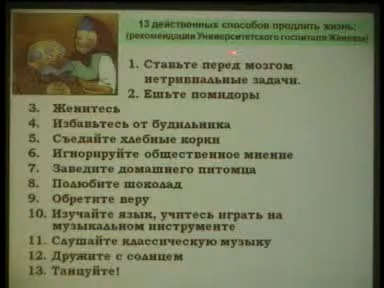 13 действенных способов продлить жизнь:
(рекомендации Университетского госпиталя Женевы)
1. Ставьте перед мозгом
нетривиальные задачи.
2. Ешьте помидоры
3. Женитесь
4. Избавьтесь от будильника
5. Съедайте хлебные корки
6. Игнорируйте общественное мнение
7. Заведите домашнего питомца
8. Полюбите шоколад
9. Обретите веру
10. Изучайте язык, учитесь играть на
музыкальном инструменте
11. Слушайте классическую музыку
12. Дружите с солнцем
13. Танцуйте!